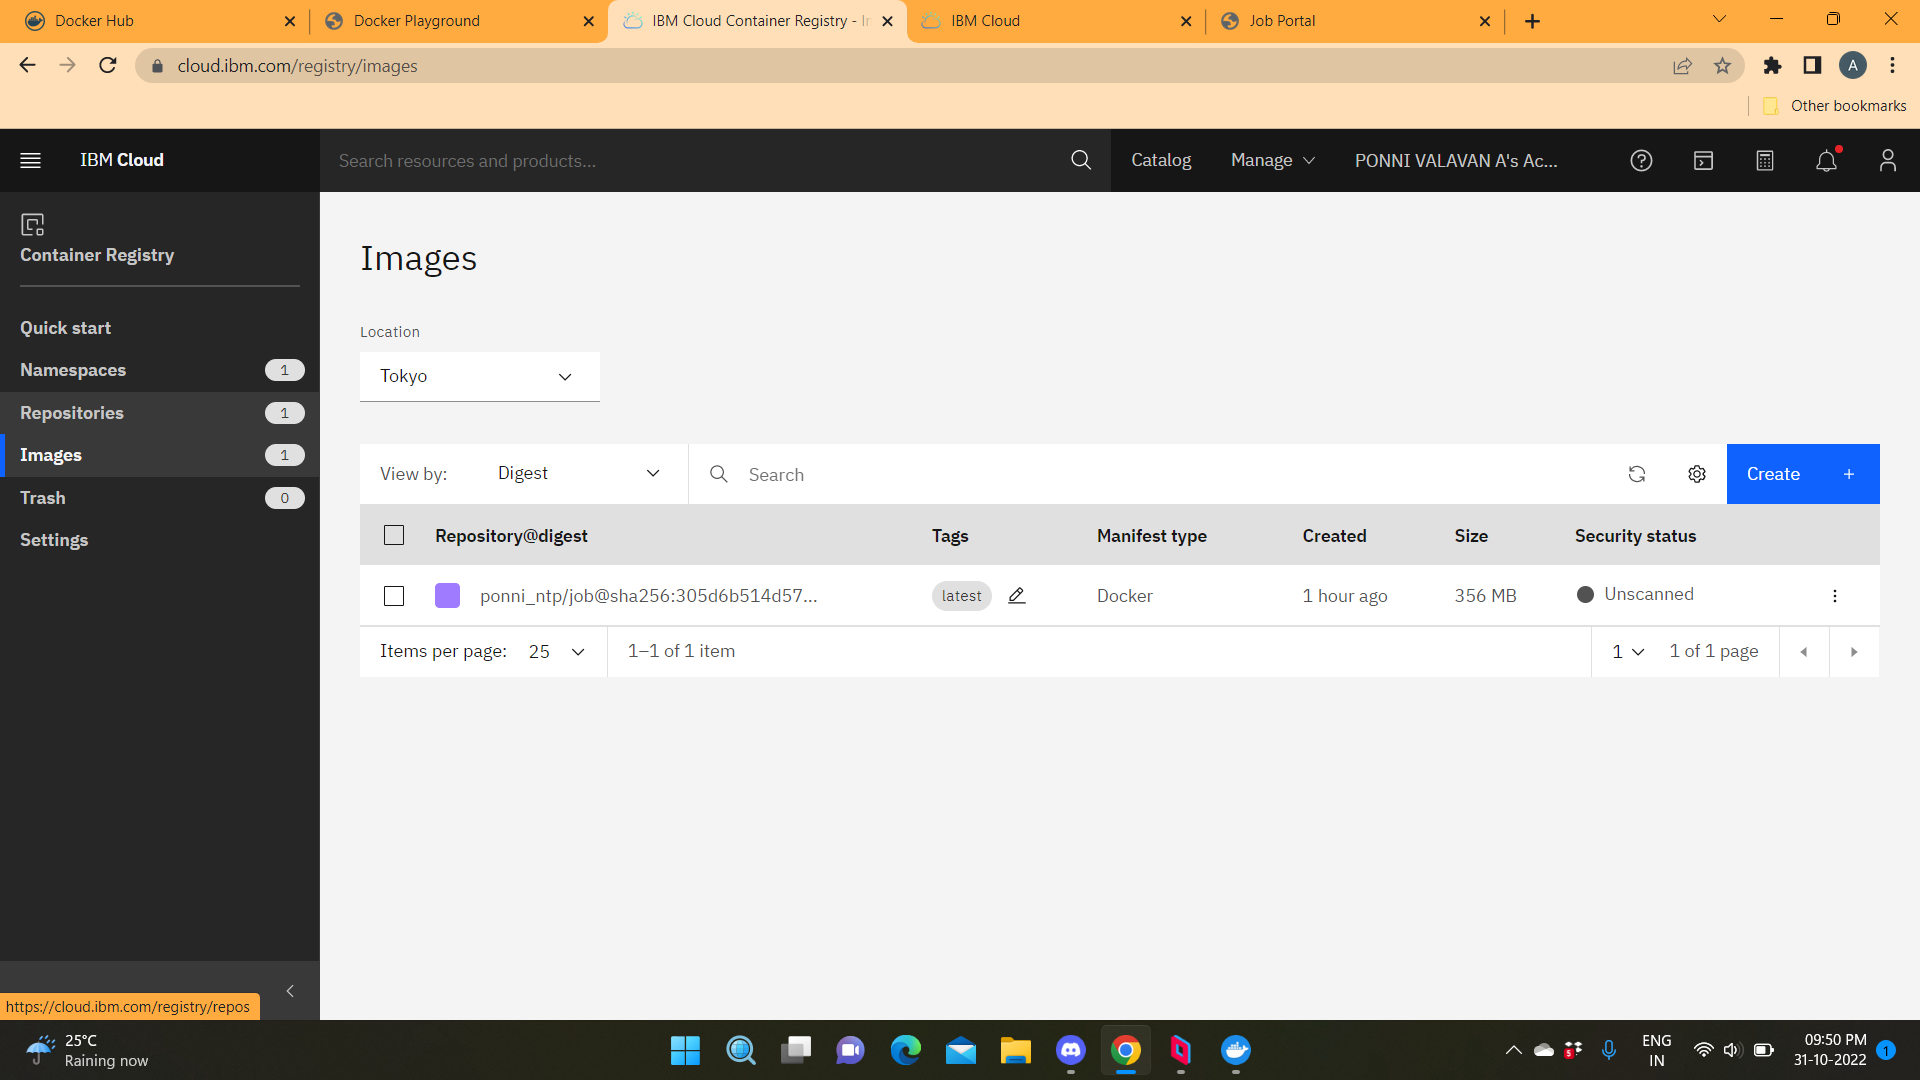 Docker Hub
Docker Playground
IBM Cloud Container Registry - In
IBM Cloud
Job Portal
cloud.ibm.com/registry/images
A
Other bookmarks
IBM Cloud
Search resources and products...
Catalog
Manage
PONNI VALAVAN A's Ac...
Container Registry
Quick start
Namespaces 1
Repositories 1
Images 1
Trash 0
Settings
Images
Location
Tokyo
View by: Digest
Search
Create +
Repository@digest Tags Manifest type Created Size Security status
ponni_ntp/job@sha256:305d6b514d57... latest Docker 1 hour ago 356 MB Unscanned
Items per page: 25 1–1 of 1 item 1 1 of 1 page
https://cloud.ibm.com/registry/repos
25°C
Raining now
5
ENG
IN
09:50 PM
31-10-2022
1